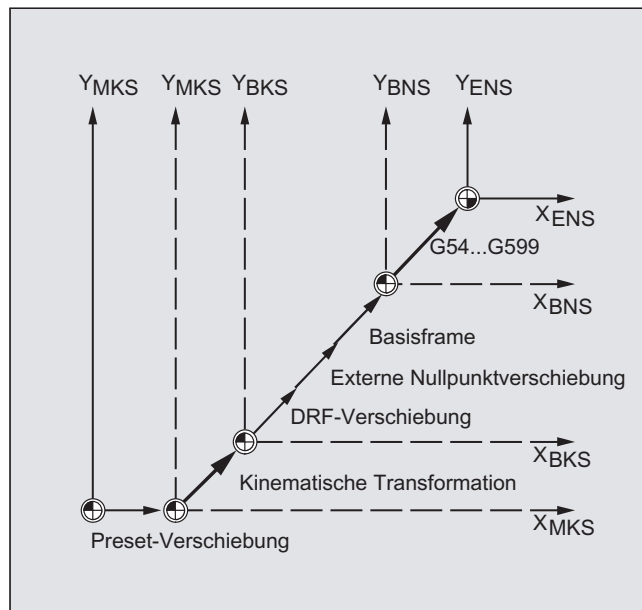 YMKS YMKS YBKS YBNS YENS
XENS
G54...G599
XBNS
Basisframe
Externe Nullpunktverschiebung
DRF-Verschiebung
XBKS
Kinematische Transformation
XMKS
Preset-Verschiebung